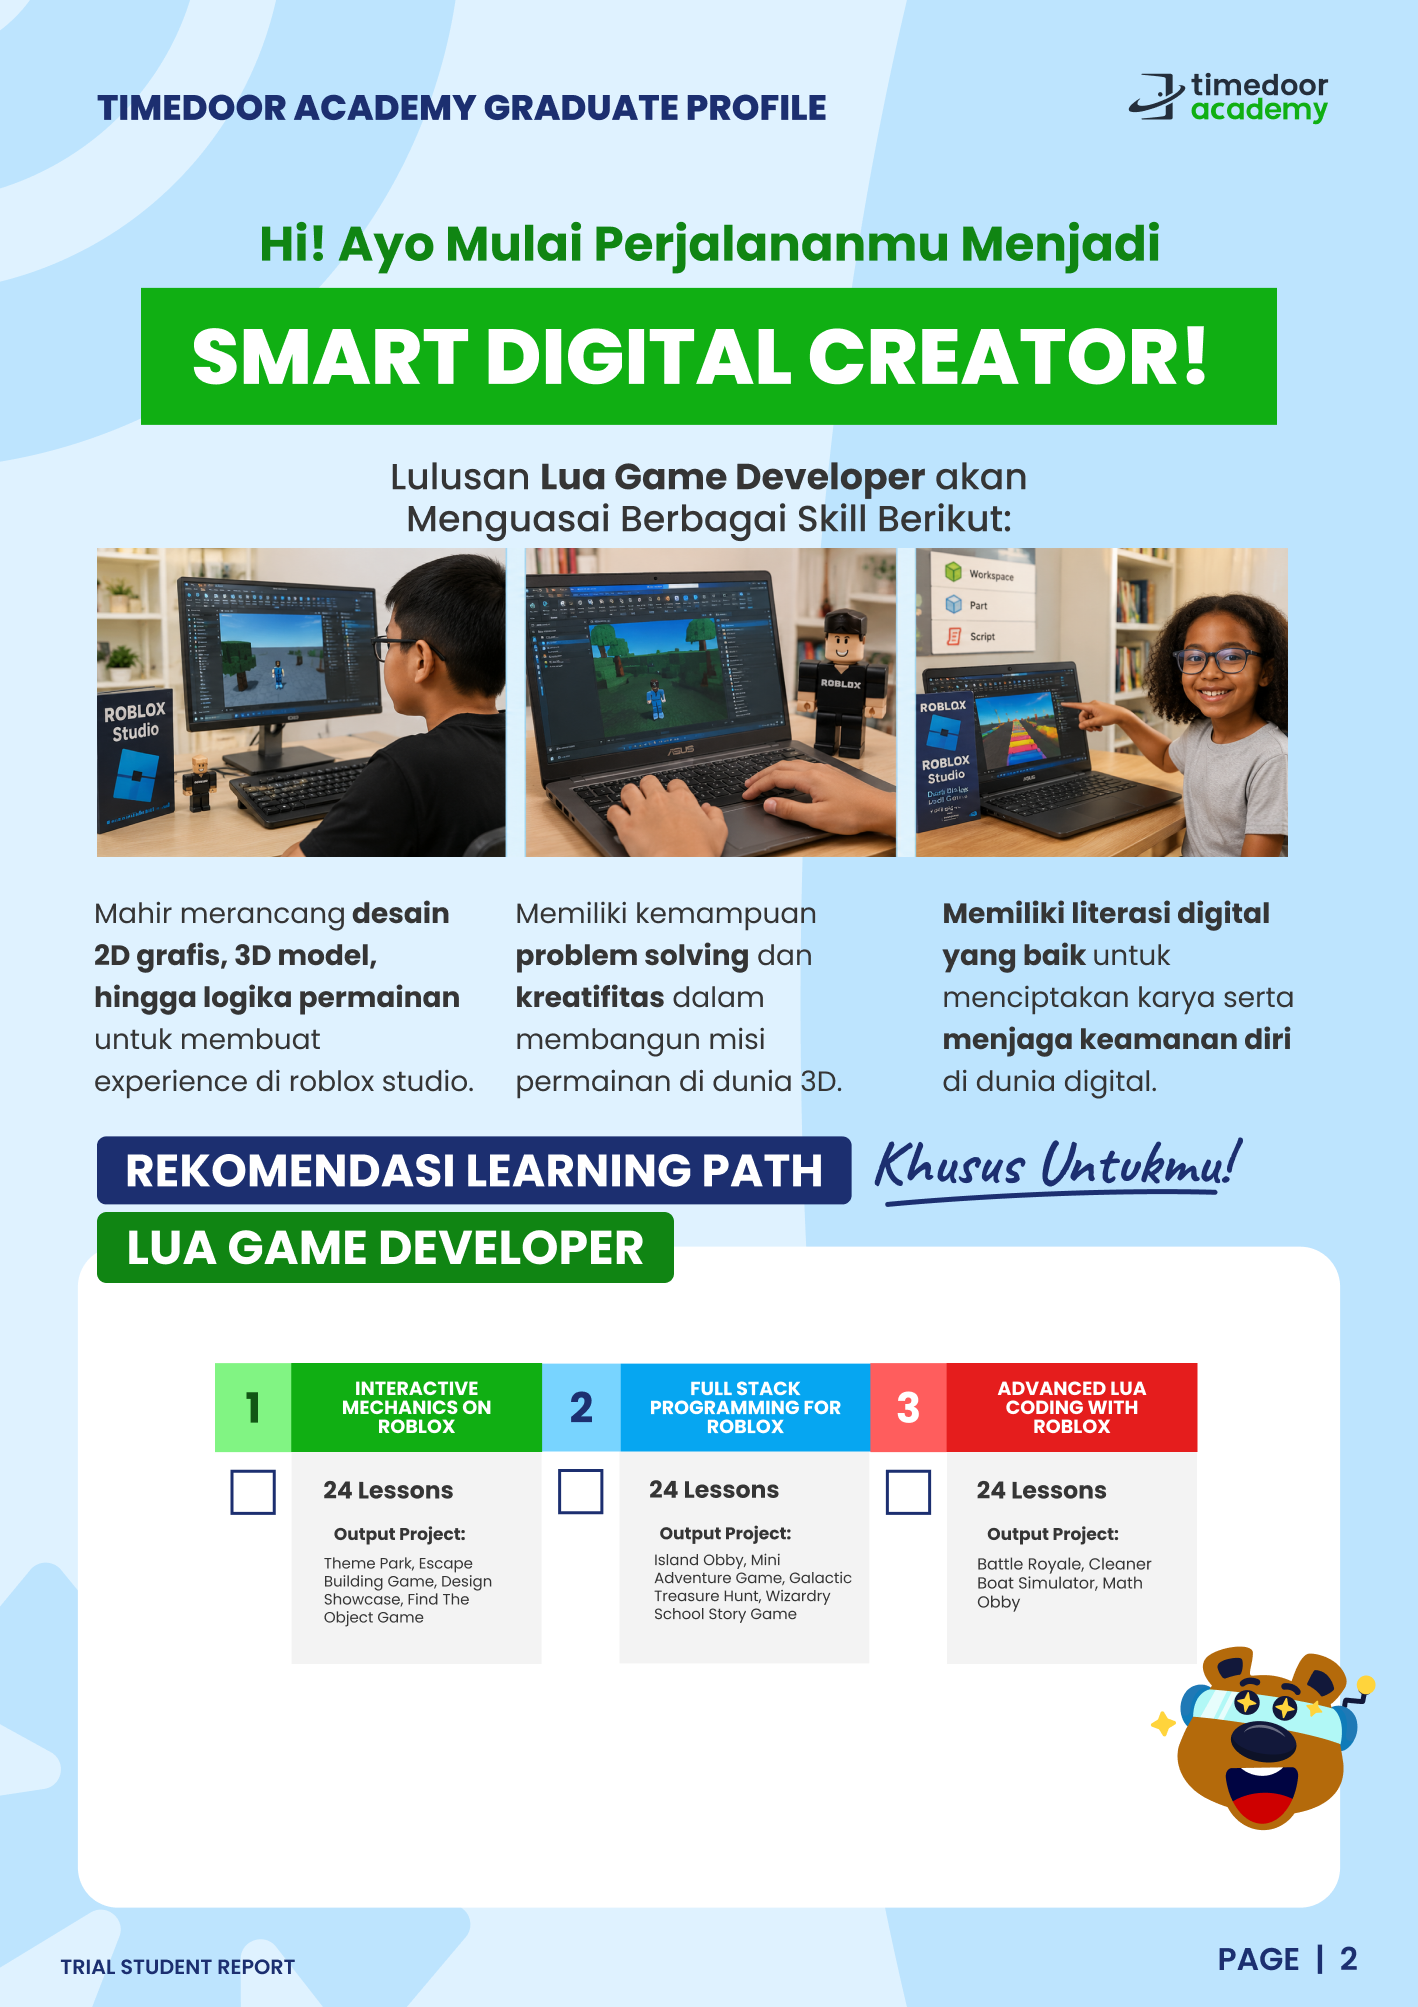 TIMEDOOR ACADEMY GRADUATE PROFILE
timedoor
academy
Hi! Ayo Mulai Perjalananmu Menjadi
SMART DIGITAL CREATOR!
Lulusan Lua Game Developer akan
Menguasai Berbagai Skill Berikut:
ROBLOX
Studio
ASUS
ROBLOX
Workspace
Part
Script
ROBLOX
ROBLOX
Studio
ASUS
Mahir merancang desain
2D grafis, 3D model,
hingga logika permainan
untuk membuat
experience di roblox studio.
Memiliki kemampuan
problem solving dan
kreatifitas dalam
membangun misi
permainan di dunia 3D.
Memiliki literasi digital
yang baik untuk
menciptakan karya serta
menjaga keamanan diri
di dunia digital.
REKOMENDASI LEARNING PATH
Khusus Untukmu!
LUA GAME DEVELOPER
1
INTERACTIVE
MECHANICS ON
ROBLOX
24 Lessons
Output Project:
Theme Park, Escape
Building Game, Design
Showcase, Find The
Object Game
2
FULL STACK
PROGRAMMING FOR
ROBLOX
24 Lessons
Output Project:
Island Obby, Mini
Adventure Game, Galactic
Treasure Hunt, Wizardry
School Story Game
3
ADVANCED LUA
CODING WITH
ROBLOX
24 Lessons
Output Project:
Battle Royale, Cleaner
Boat Simulator, Math
Obby
TRIAL STUDENT REPORT
PAGE | 2